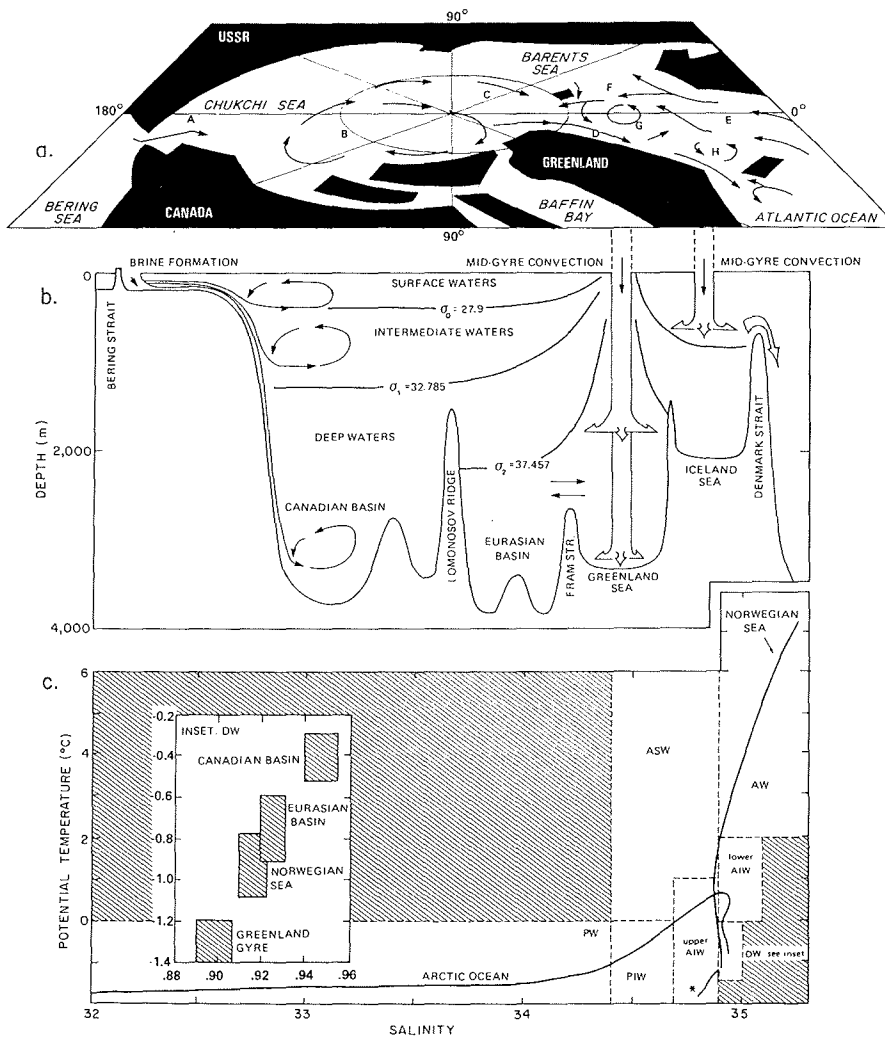 90°
USSR
BARENTS
SEA
180°
CHUKCHI SEA
0°
A
B
C
D
E
F
G
H
a.
GREENLAND
BERING
SEA
CANADA
BAFFIN
BAY
ATLANTIC OCEAN
90°
BRINE FORMATION
MID-GYRE CONVECTION
MID-GYRE CONVECTION
b.
0
SURFACE WATERS
σ₀ = 27.9
INTERMEDIATE WATERS
BERING STRAIT
σ₁ = 32.785
DEEP WATERS
DEPTH (m)
2,000
σ₂ = 37.457
LOMONOSOV RIDGE
ICELAND
SEA
DENMARK STRAIT
CANADIAN BASIN
EURASIAN
BASIN
FRAM STR.
GREENLAND
SEA
4,000
NORWEGIAN
SEA
c.
POTENTIAL TEMPERATURE (°C)
6
4
2
0
-0.2
-0.4
-0.6
-0.8
-1.0
-1.2
-1.4
INSET. DW
CANADIAN BASIN
EURASIAN
BASIN
NORWEGIAN
SEA
GREENLAND
GYRE
.88
.90
.92
.94
.96
ASW
AW
lower
AIW
PW
upper
AIW
DW see inset
PIW
ARCTIC OCEAN
*
32
33
34
35
SALINITY